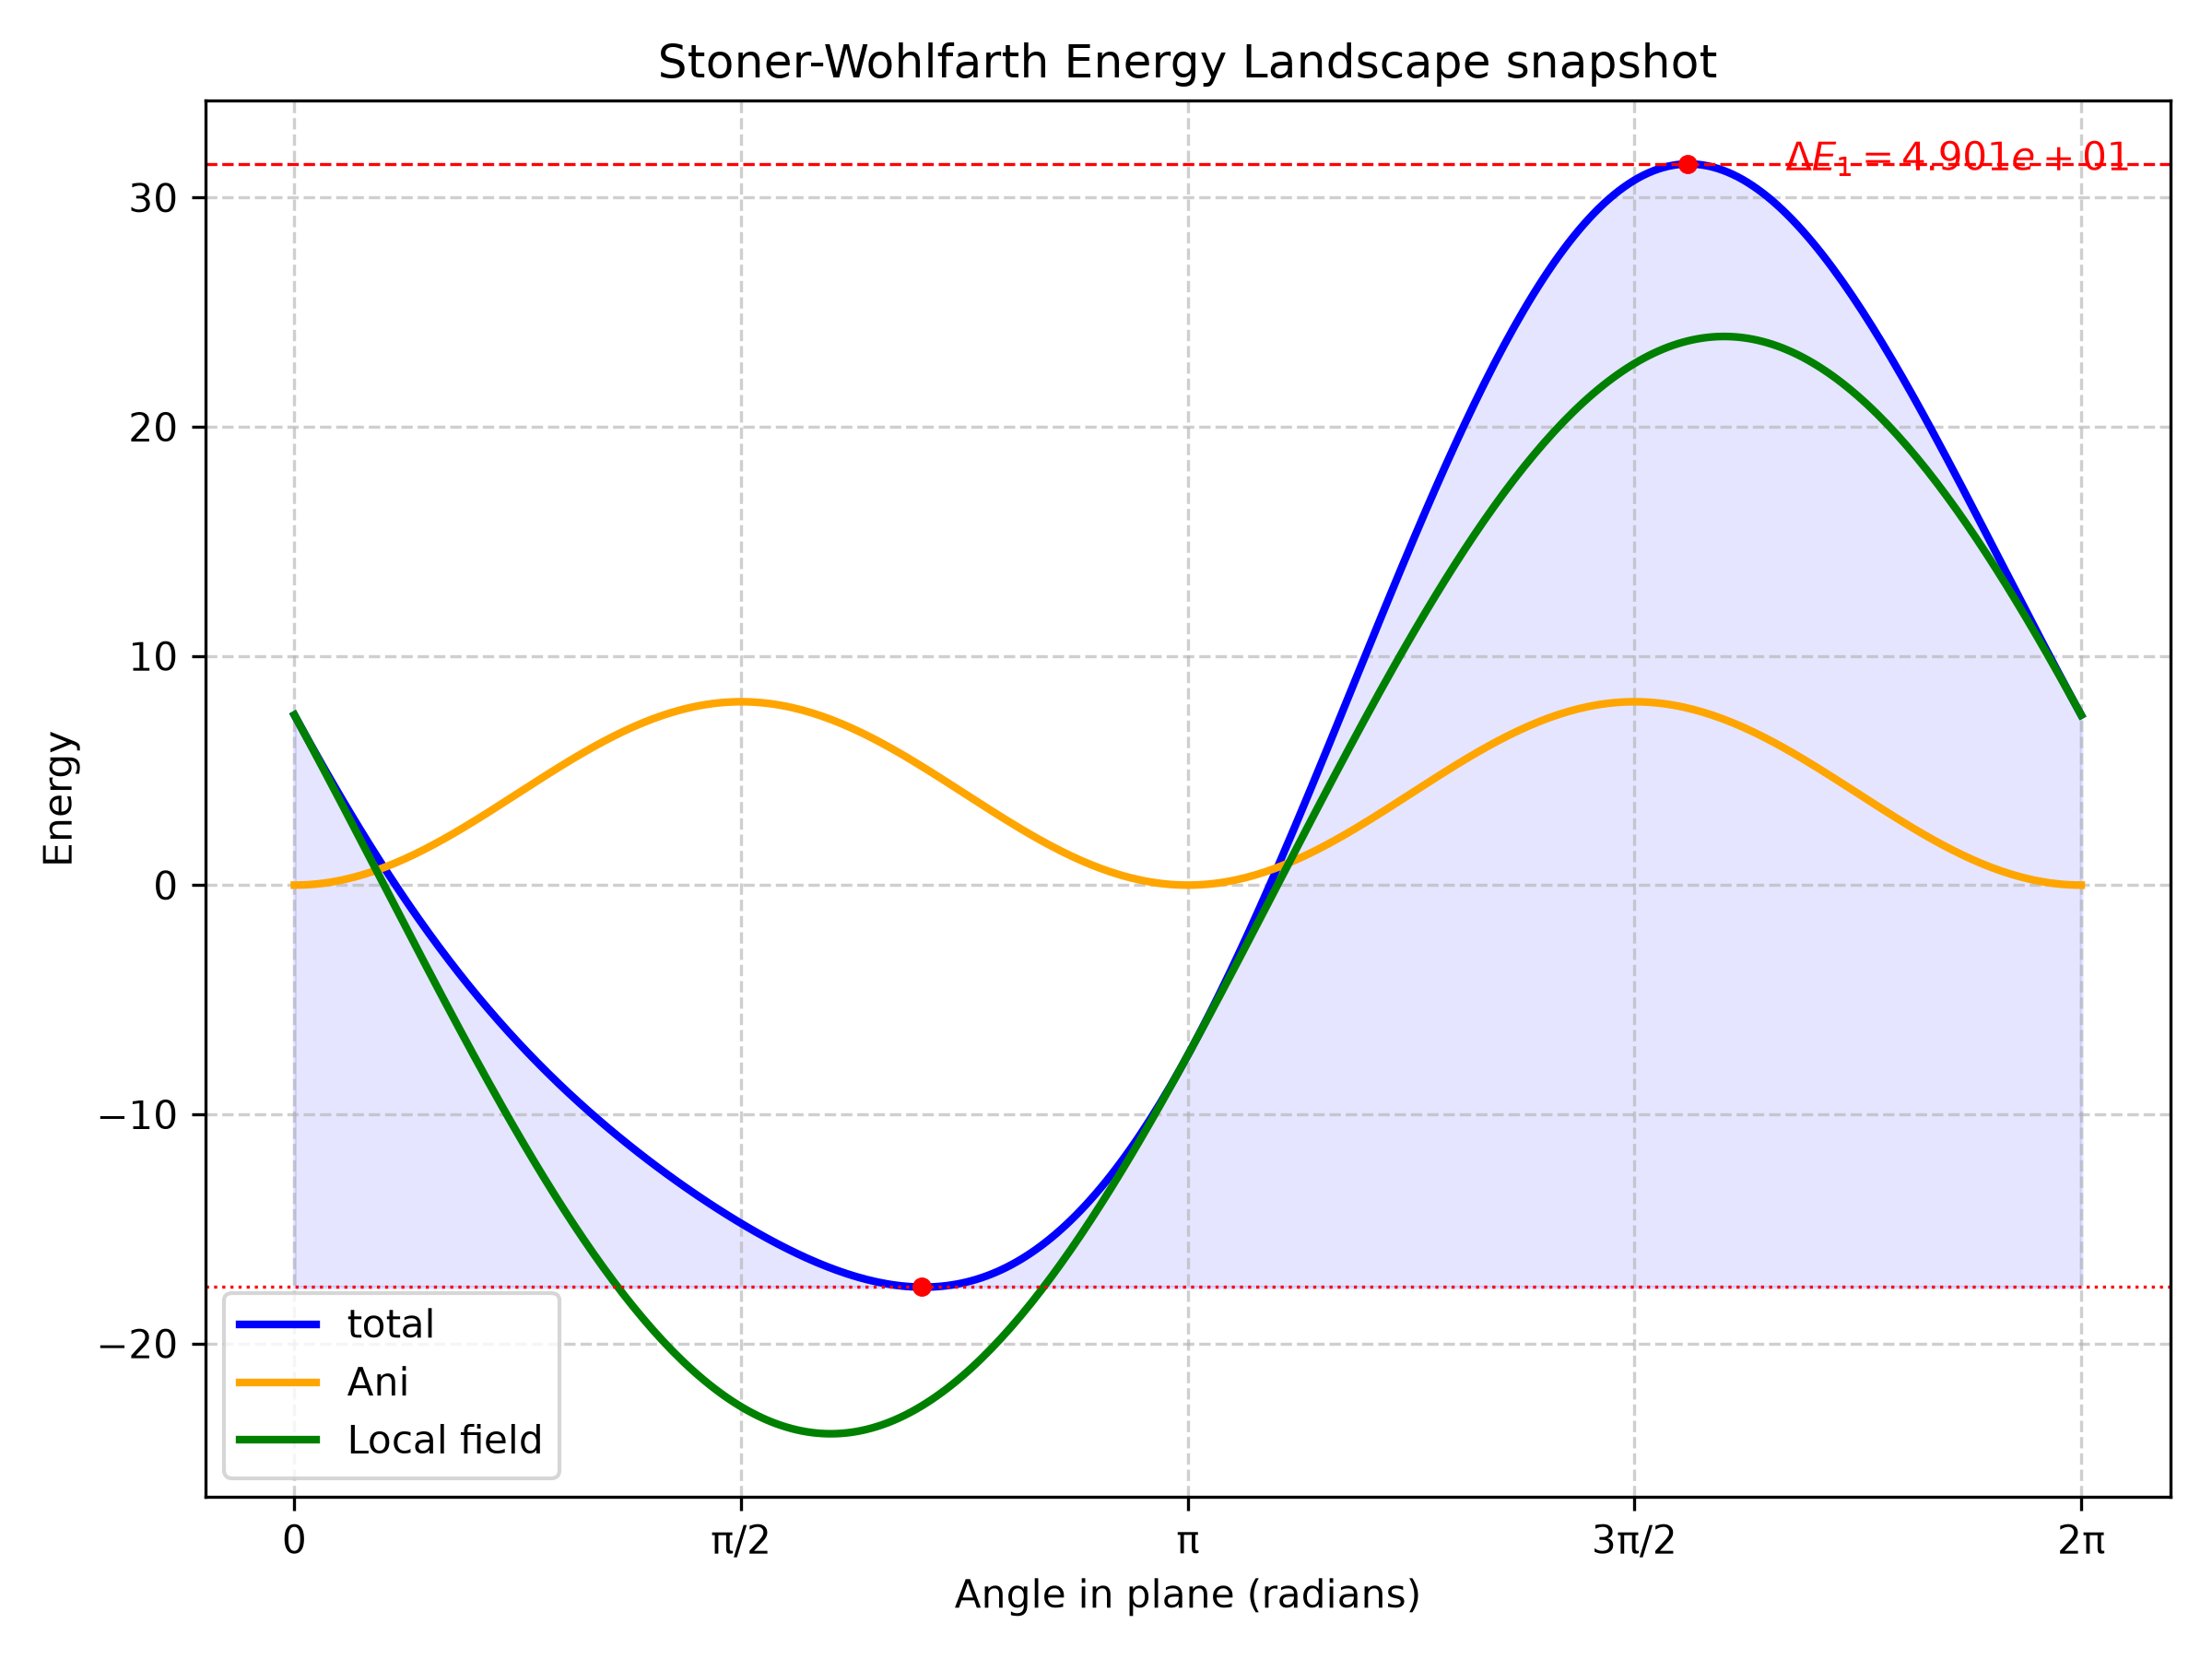 Stoner-Wohlfarth Energy Landscape snapshot
ΔE₁ = 4.901e + 01
30
20
10
0
−10
−20
Energy
total
Ani
Local field
0 π/2 π 3π/2 2π
Angle in plane (radians)